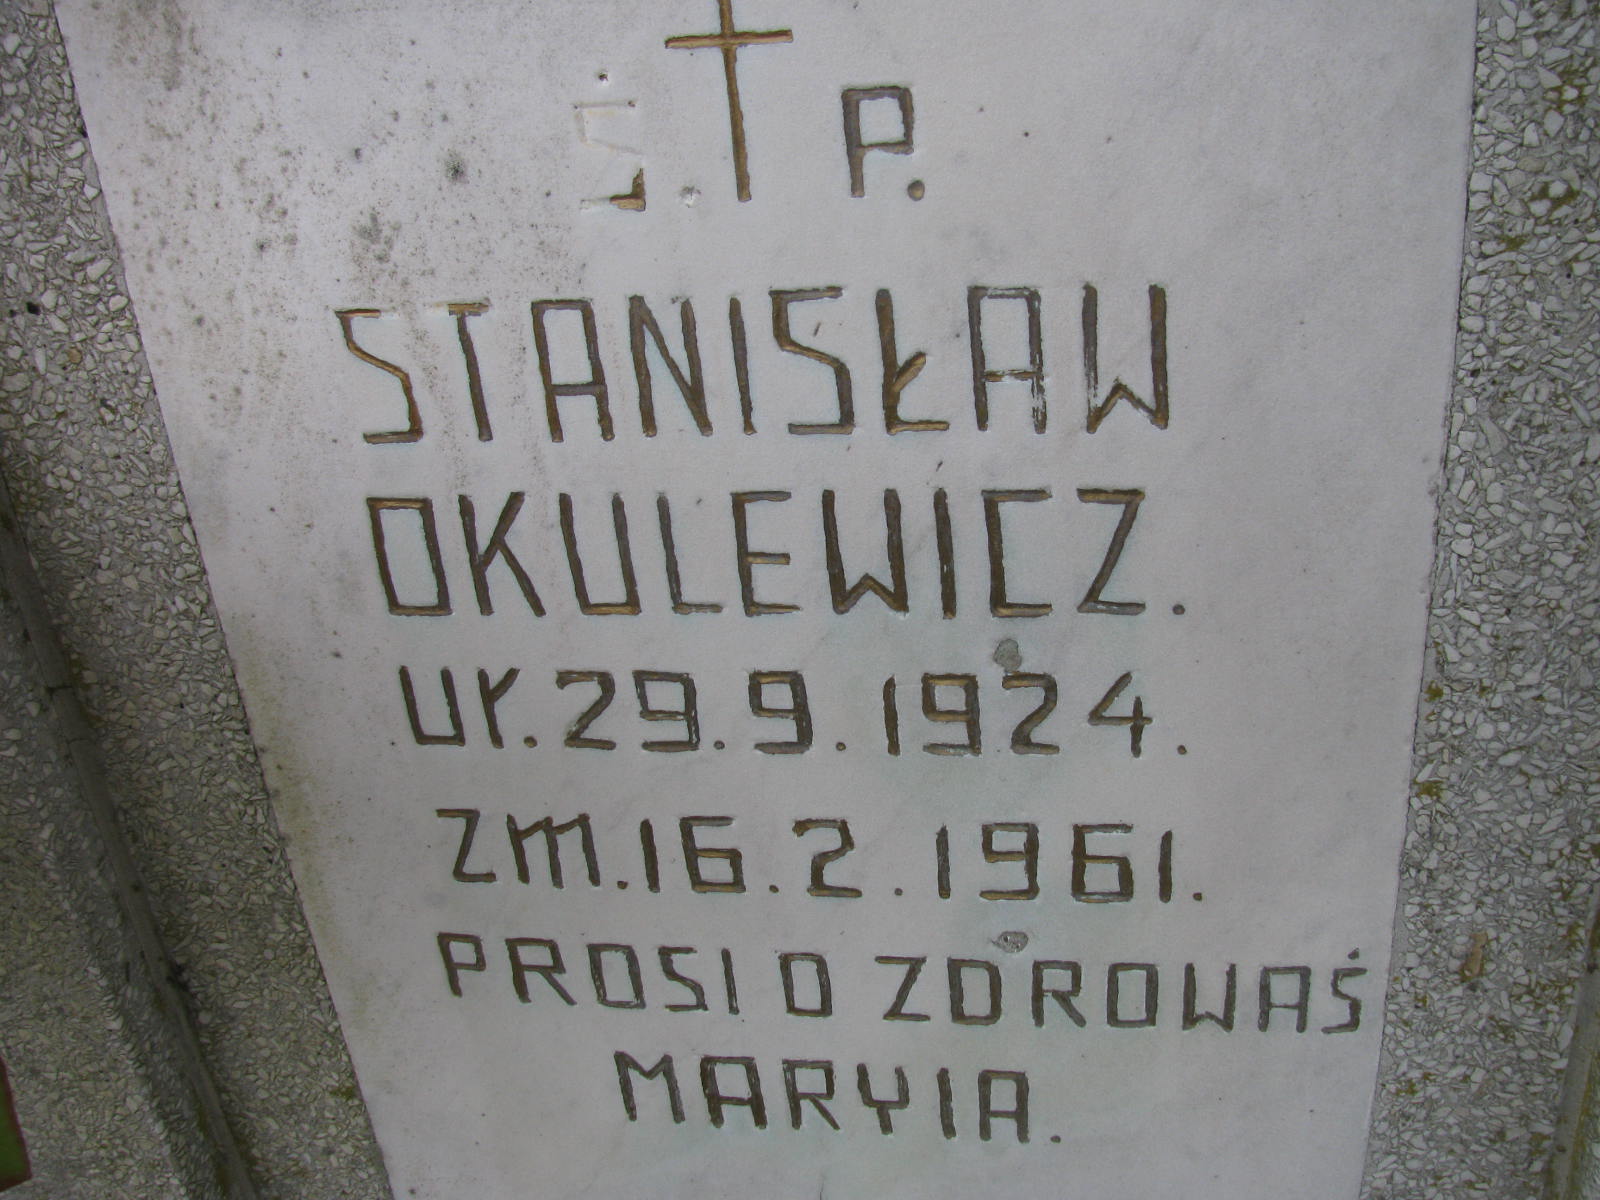 Ś. P.
STANISŁAW
OKULEWICZ.
ur. 29.9.1924.
zm. 16.2.1961.
PROSI O ZDROWAŚ
MARYIA.